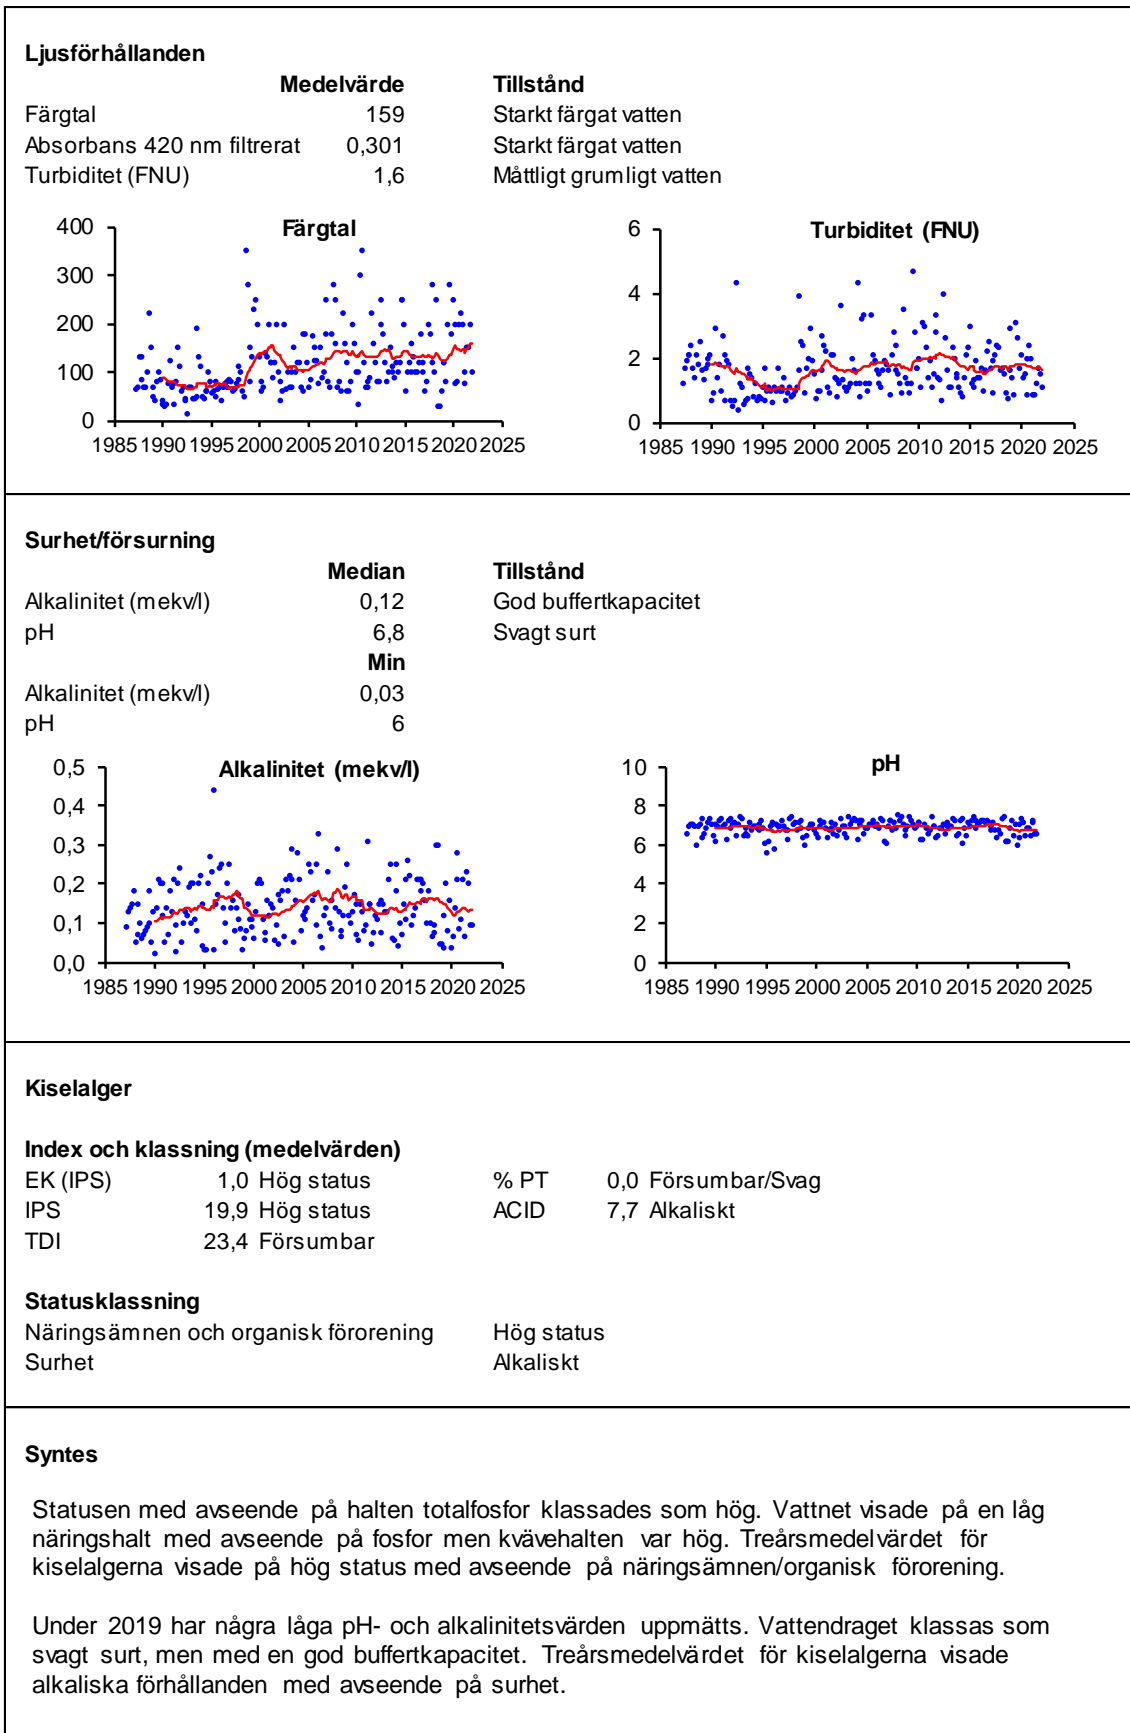 Ljusförhållanden
Medelvärde Tillstånd
Färgtal 159 Starkt färgat vatten
Absorbans 420 nm filtrerat 0,301 Starkt färgat vatten
Turbiditet (FNU) 1,6 Måttligt grumligt vatten
Färgtal
400
300
200
100
0
1985 1990 1995 2000 2005 2010 2015 2020 2025
Turbiditet (FNU)
6
4
2
0
1985 1990 1995 2000 2005 2010 2015 2020 2025
Surhet/försurning
Median Tillstånd
Alkalinitet (mekv/l) 0,12 God buffertkapacitet
pH 6,8 Svagt surt
Min
Alkalinitet (mekv/l) 0,03
pH 6
Alkalinitet (mekv/l)
0,5
0,4
0,3
0,2
0,1
0,0
1985 1990 1995 2000 2005 2010 2015 2020 2025
pH
10
8
6
4
2
0
1985 1990 1995 2000 2005 2010 2015 2020 2025
Kiselalger
Index och klassning (medelvärden)
EK (IPS) 1,0 Hög status % PT 0,0 Försumbar/Svag
IPS 19,9 Hög status ACID 7,7 Alkaliskt
TDI 23,4 Försumbar
Statusklassning
Näringsämnen och organisk förorening Hög status
Surhet Alkaliskt
Syntes
Statusen med avseende på halten totalfosfor klassades som hög. Vattnet visade på en låg
näringshalt med avseende på fosfor men kvävehalten var hög. Treårsmedelvärdet för
kiselalgerna visade på hög status med avseende på näringsämnen/organisk förorening.
Under 2019 har några låga pH- och alkalinitetsvärden uppmätts. Vattendraget klassas som
svagt surt, men med en god buffertkapacitet. Treårsmedelvärdet för kiselalgerna visade
alkaliska förhållanden med avseende på surhet.